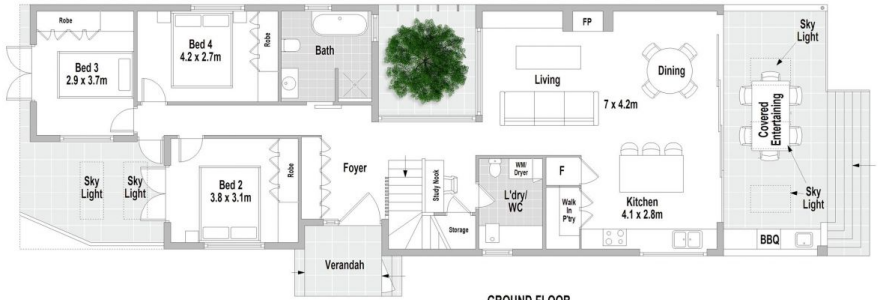 Robe
Bed 3
2.9 x 3.7m
Bed 4
4.2 x 2.7m
Robe
Bath
FP
Living
7 x 4.2m
Dining
Sky
Light
Covered
Entertaining
Sky
Light
Sky
Light
Bed 2
3.8 x 3.1m
Robe
Foyer
Study Nook
Storage
WM/
Dryer
L'dry/
WC
F
Walk
In
P'try
Kitchen
4.1 x 2.8m
Sky
Light
BBQ
Verandah
GROUND FLOOR